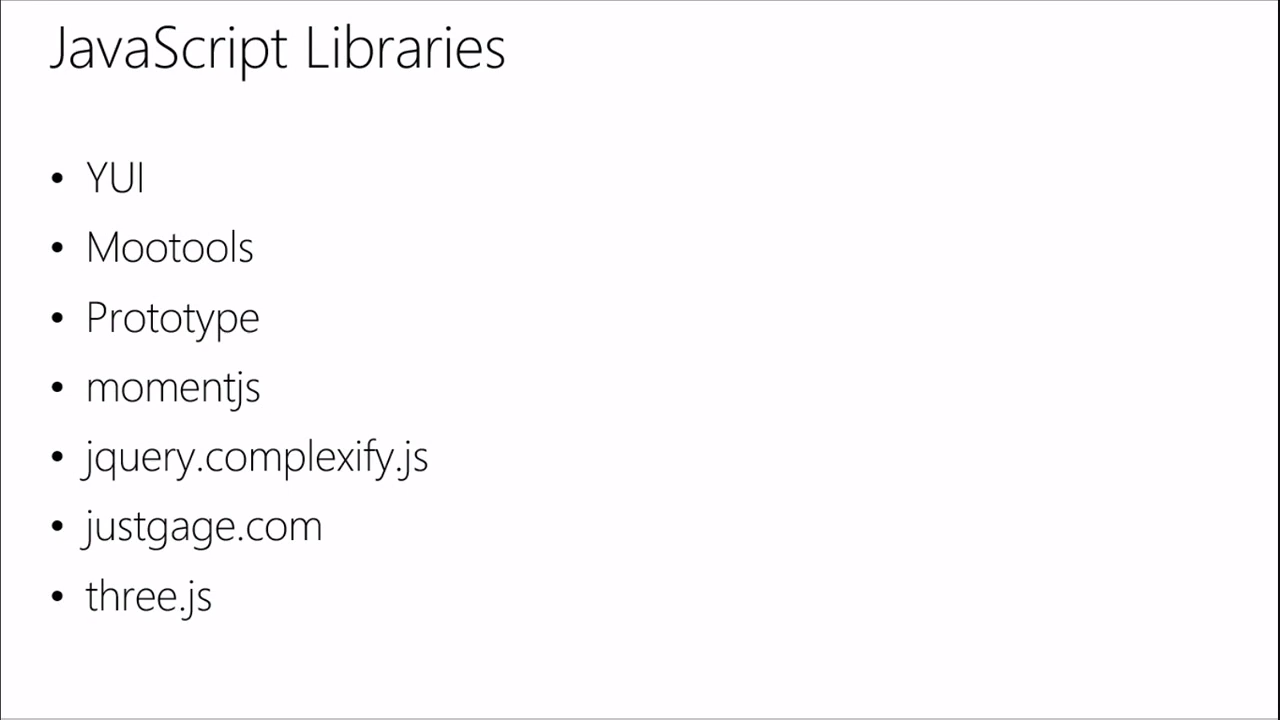 JavaScript Libraries
• YUI
• Mootools
• Prototype
• momentjs
• jquery.complexify.js
• justgage.com
• three.js